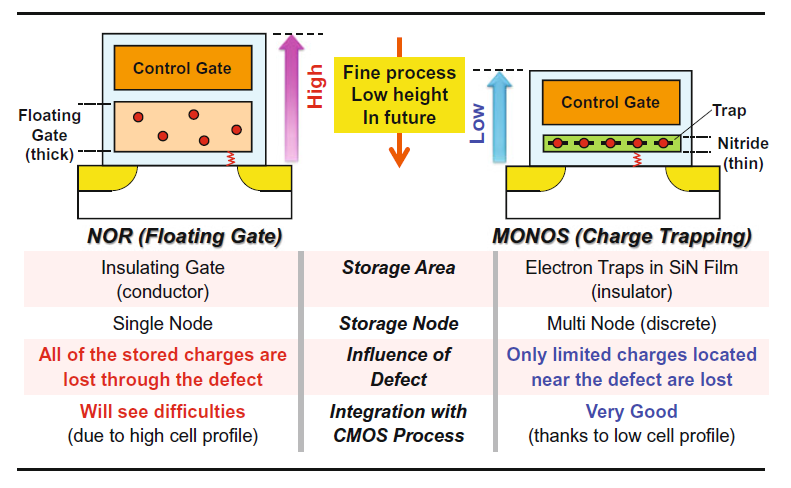 Control Gate
Floating
Gate
(thick)
High
Fine process
Low height
In future
Low
Control Gate
Trap
Nitride
(thin)
NOR (Floating Gate)
MONOS (Charge Trapping)
Insulating Gate
(conductor)
Storage Area
Electron Traps in SiN Film
(insulator)
Single Node
Storage Node
Multi Node (discrete)
All of the stored charges are
lost through the defect
Influence of
Defect
Only limited charges located
near the defect are lost
Will see difficulties
(due to high cell profile)
Integration with
CMOS Process
Very Good
(thanks to low cell profile)